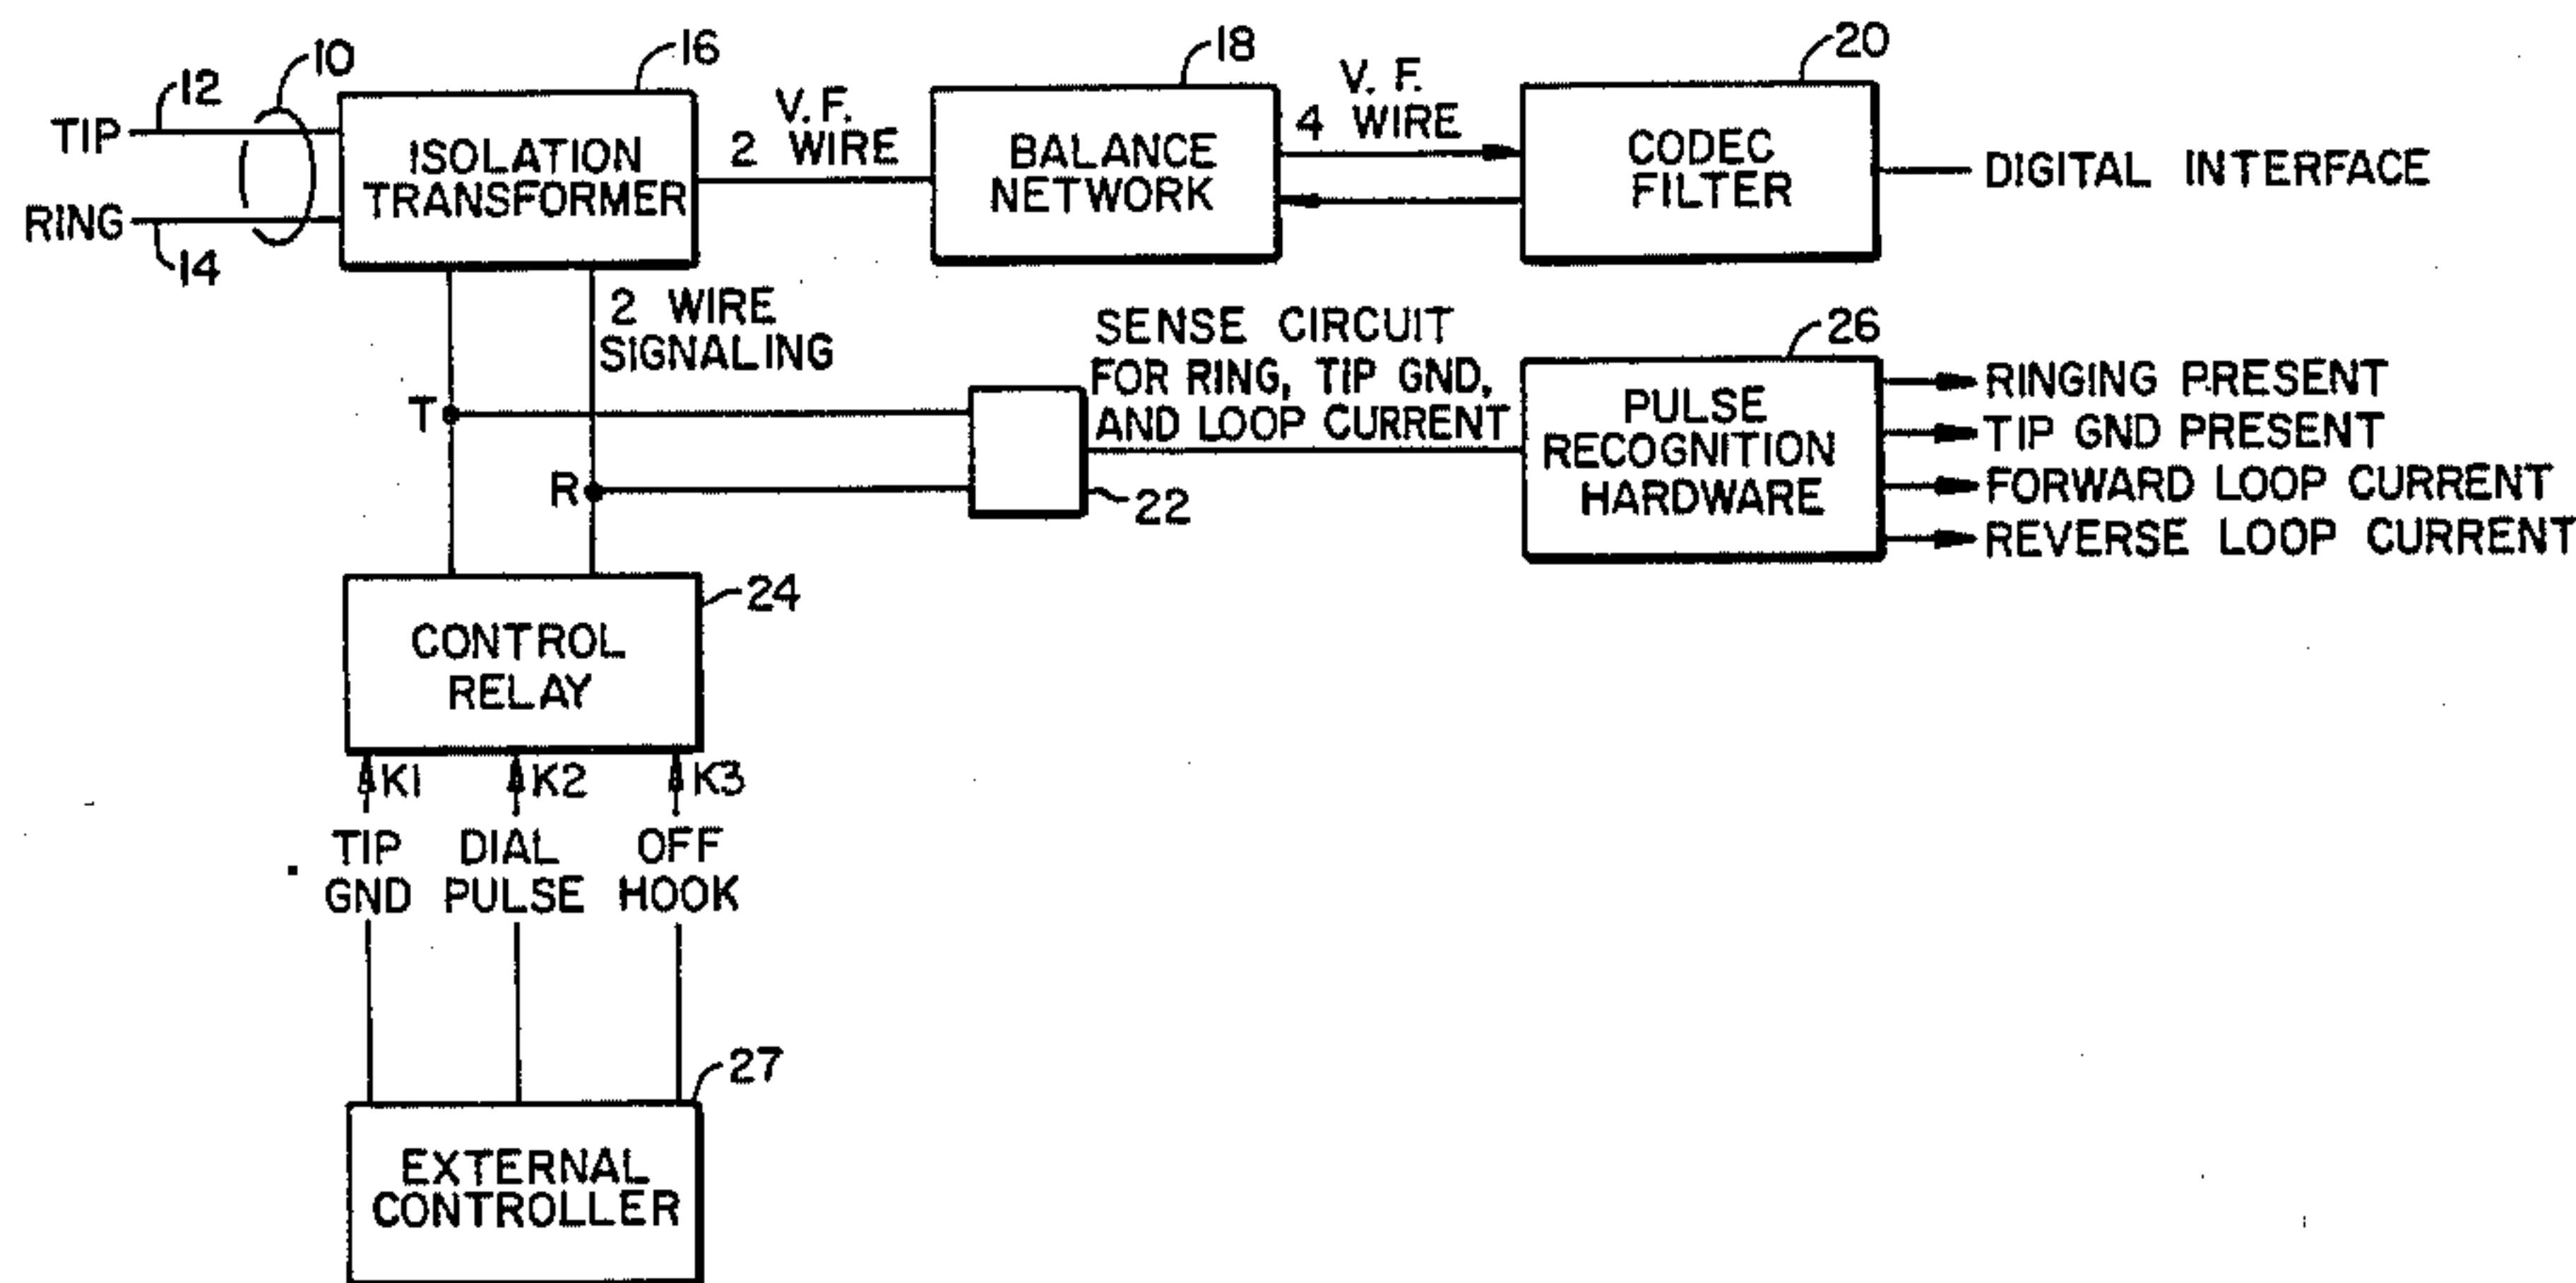 10
16
18
20
12
TIP
RING
14
ISOLATION
TRANSFORMER
V. F.
2 WIRE
BALANCE
NETWORK
V. F.
4 WIRE
CODEC
FILTER
DIGITAL INTERFACE
2 WIRE
SIGNALING
T
R
SENSE CIRCUIT
FOR RING, TIP GND,
AND LOOP CURRENT
22
26
PULSE
RECOGNITION
HARDWARE
RINGING PRESENT
TIP GND PRESENT
FORWARD LOOP CURRENT
REVERSE LOOP CURRENT
24
CONTROL
RELAY
K1
K2
K3
TIP
GND
DIAL
PULSE
OFF
HOOK
27
EXTERNAL
CONTROLLER